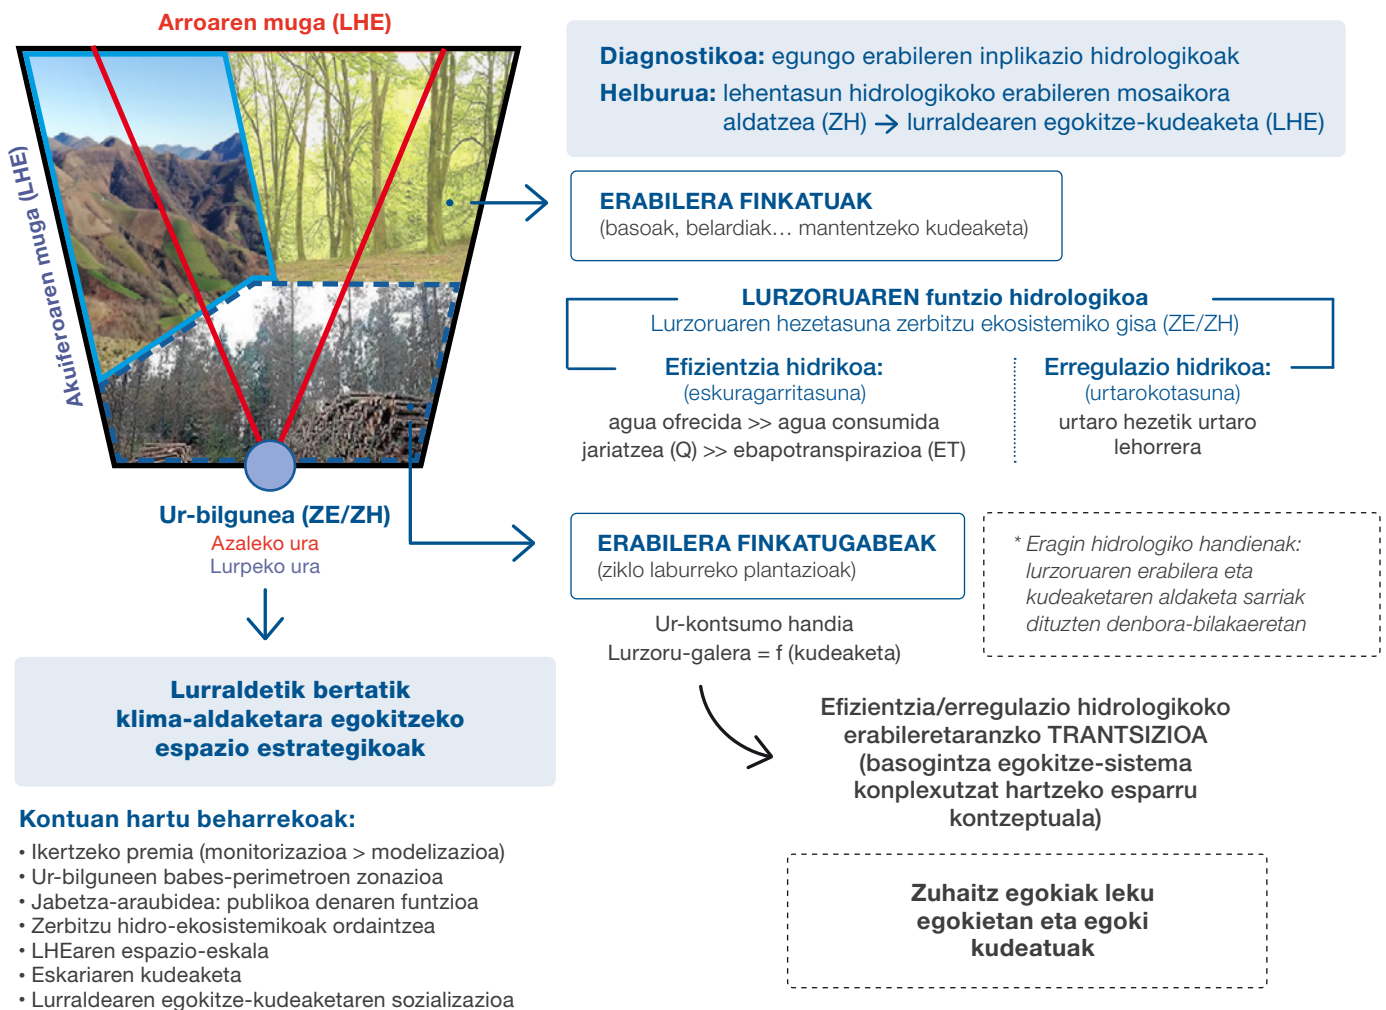 Arroaren muga (LHE)
Akuiferoaren muga (LHE)
Diagnostikoa: egungo erabileren inplikazio hidrologikoak
Helburua: lehentasun hidrologikoko erabileren mosaikora
aldatzea (ZH) → lurraldearen egokitze-kudeaketa (LHE)
ERABILERA FINKATUAK
(basoak, belardiak… mantentzeko kudeaketa)
LURZORUAREN funtzio hidrologikoa
Lurzoruaren hezetasuna zerbitzu ekosistemiko gisa (ZE/ZH)
Efizientzia hidrikoa:
(eskuragarritasuna)
agua ofrecida >> agua consumida
jariatzea (Q) >> ebapotranspirazioa (ET)
Erregulazio hidrikoa:
(urtarokotasuna)
urtaro hezetik urtaro
lehorrera
Ur-bilgunea (ZE/ZH)
Azaleko ura
Lurpeko ura
ERABILERA FINKATUGABEAK
(ziklo laburreko plantazioak)
* Eragin hidrologiko handienak:
lurzoruaren erabilera eta
kudeaketaren aldaketa sarriak
dituzten denbora-bilakaeretan
Ur-kontsumo handia
Lurzoru-galera = f (kudeaketa)
Lurraldetik bertatik
klima-aldaketara egokitzeko
espazio estrategikoak
Efizientzia/erregulazio hidrologikoko
erabileretaranzko TRANTSIZIOA
(basogintza egokitze-sistema
konplexutzat hartzeko esparru
kontzeptuala)
Kontuan hartu beharrekoak:
• Ikertzeko premia (monitorizazioa > modelizazioa)
• Ur-bilguneen babes-perimetroen zonazioa
• Jabetza-araubidea: publikoa denaren funtzioa
• Zerbitzu hidro-ekosistemikoak ordaintzea
• LHEaren espazio-eskala
• Eskariaren kudeaketa
• Lurraldearen egokitze-kudeaketaren sozializazioa
Zuhaitz egokiak leku
egokietan eta egoki
kudeatuak